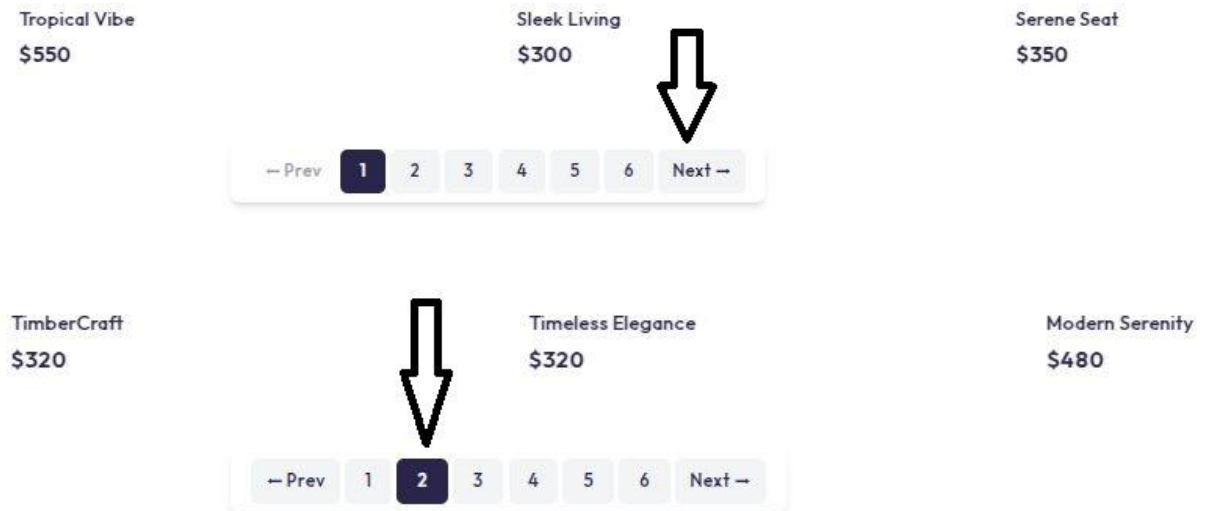 Tropical Vibe Sleek Living Serene Seat
$550 $300 $350
← Prev 1 2 3 4 5 6 Next →
TimberCraft Timeless Elegance Modern Serenity
$320 $320 $480
← Prev 1 2 3 4 5 6 Next →